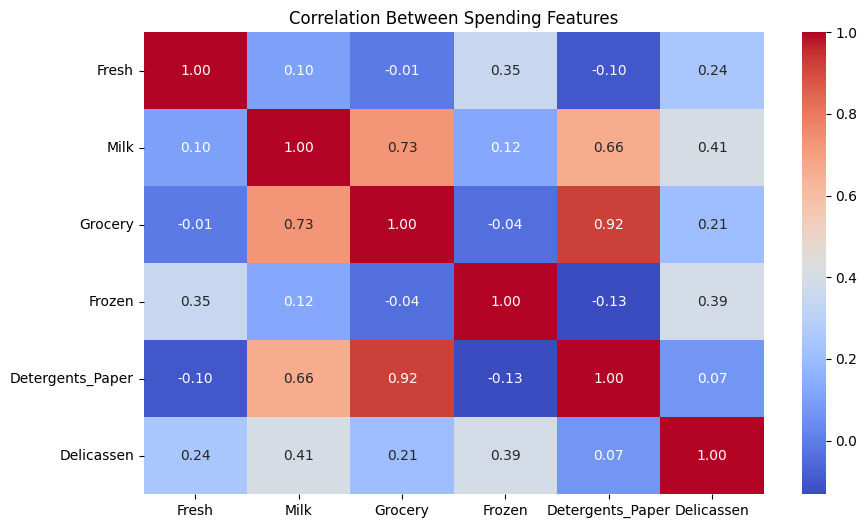 Correlation Between Spending Features
Fresh 1.00 0.10 -0.01 0.35 -0.10 0.24
Milk 0.10 1.00 0.73 0.12 0.66 0.41
Grocery -0.01 0.73 1.00 -0.04 0.92 0.21
Frozen 0.35 0.12 -0.04 1.00 -0.13 0.39
Detergents_Paper -0.10 0.66 0.92 -0.13 1.00 0.07
Delicassen 0.24 0.41 0.21 0.39 0.07 1.00
Fresh Milk Grocery Frozen Detergents_Paper Delicassen
1.0
0.8
0.6
0.4
0.2
0.0